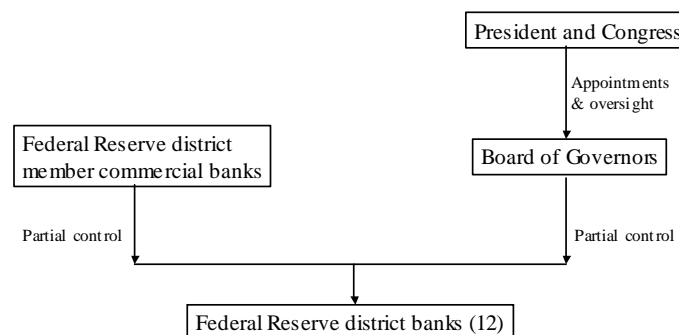 President and Congress
Appointments
& oversight
Federal Reserve district
member commercial banks
Board of Governors
Partial control
Partial control
Federal Reserve district banks (12)